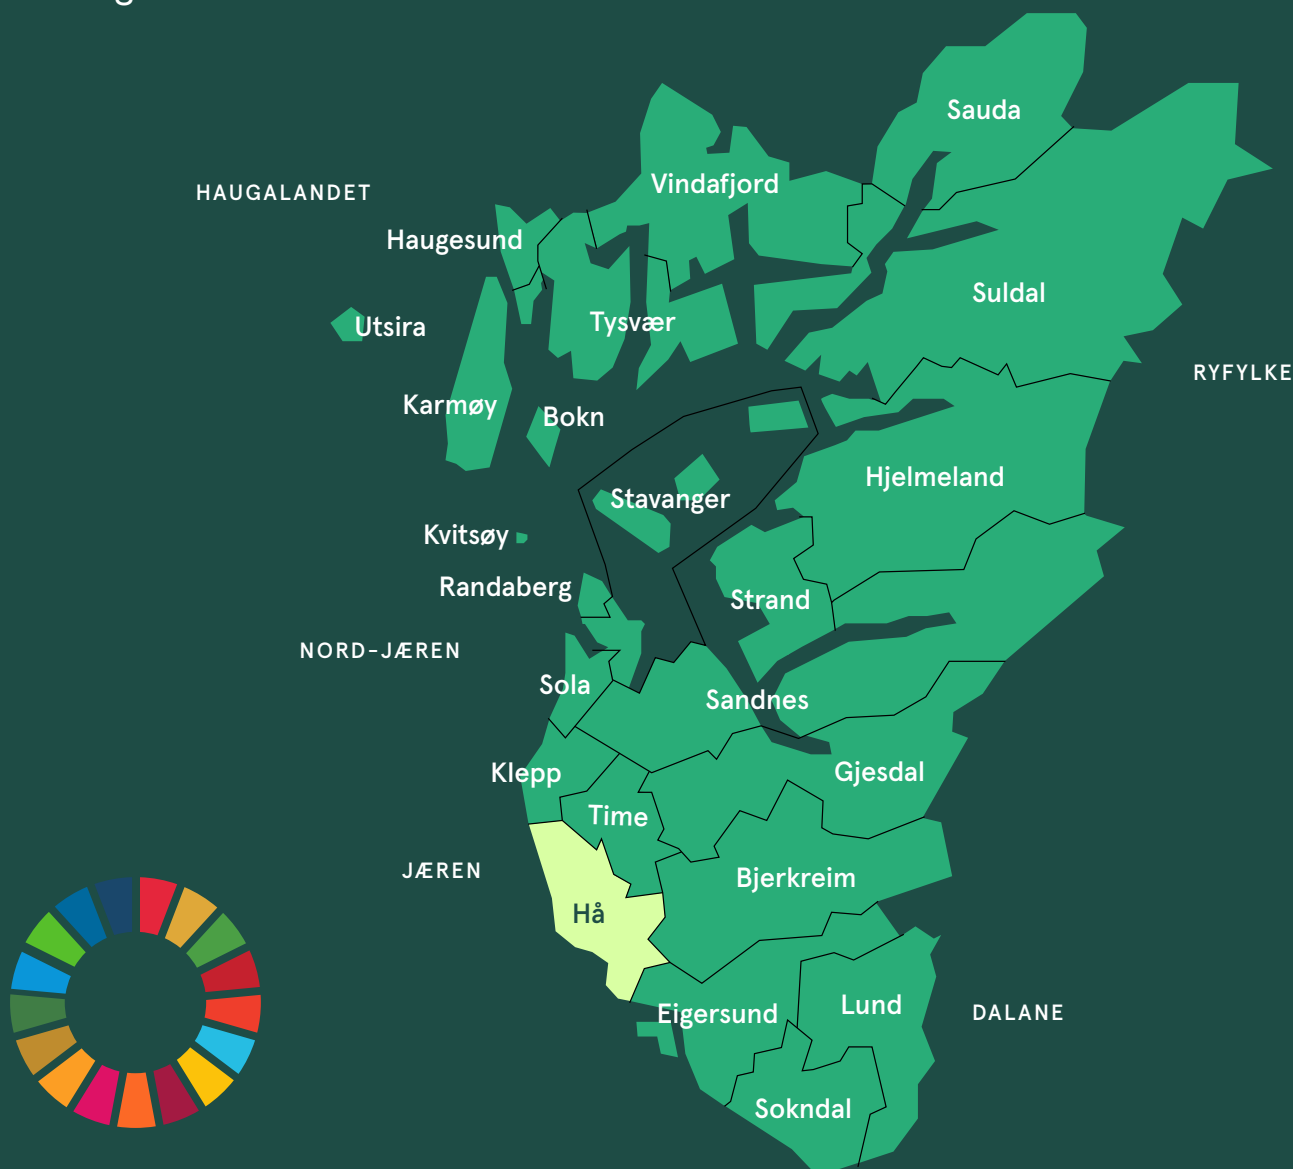 Sauda
Vindafjord
HAUGALANDET
Haugesund
Suldal
Utsira
Tysvær
RYFYLKE
Karmøy
Bokn
Hjelmeland
Stavanger
Kvitsøy
Randaberg
Strand
NORD-JÆREN
Sola
Sandnes
Klepp
Gjesdal
Time
JÆREN
Bjerkreim
Hå
Lund
Eigersund
DALANE
Sokndal